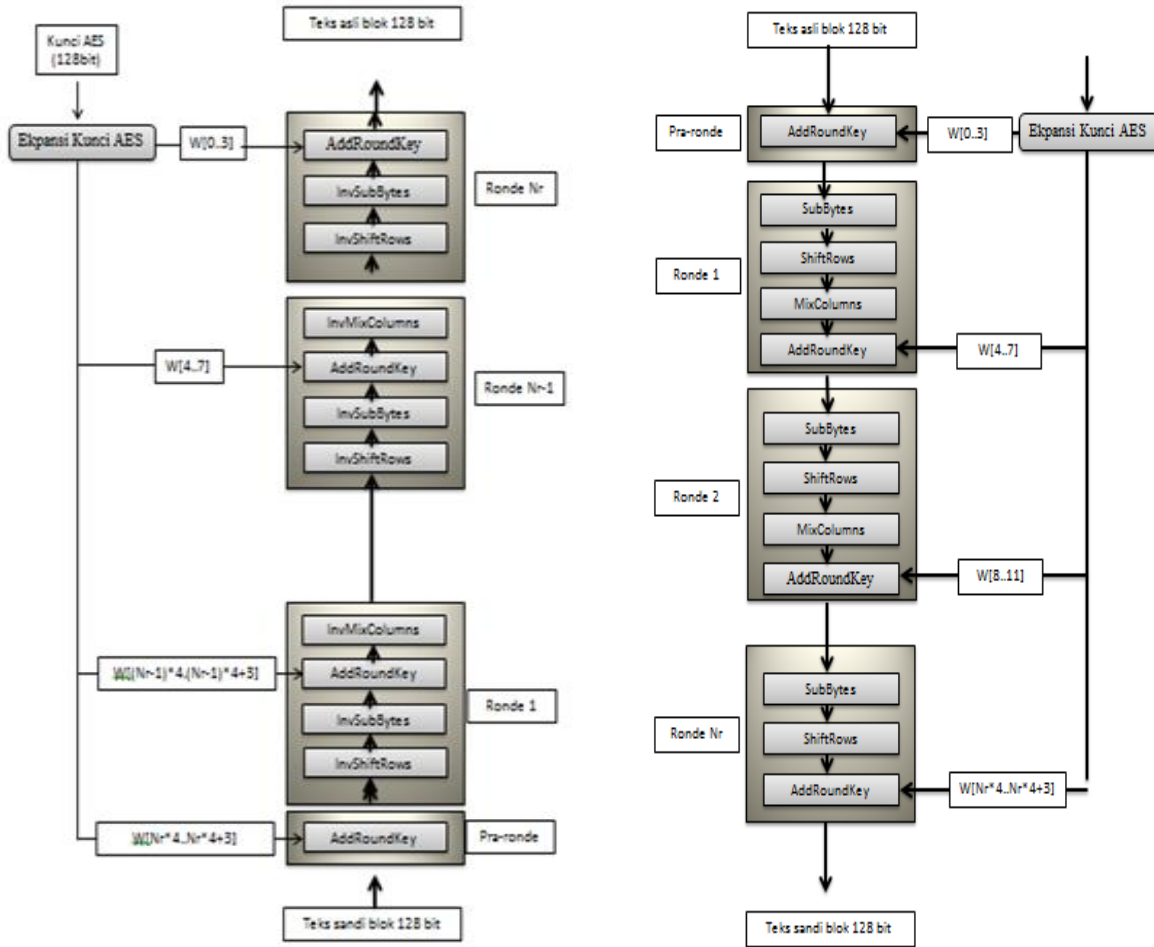 Teks asli blok 128 bit
Kunci AES
(128bit)
Ekpansi Kunci AES
W[0..3]
AddRoundKey
InvSubBytes
InvShiftRows
Ronde Nr
InvMixColumns
W[4..7]
AddRoundKey
InvSubBytes
InvShiftRows
Ronde Nr-1
InvMixColumns
W[(Nr-1)*4.(Nr-1)*4+3]
AddRoundKey
InvSubBytes
InvShiftRows
Ronde 1
W[Nr*4..Nr*4+3]
AddRoundKey
Pra-ronde
Teks sandi blok 128 bit
Teks asli blok 128 bit
Pra-ronde
AddRoundKey
W[0..3]
Ekpansi Kunci AES
SubBytes
ShiftRows
Ronde 1
MixColumns
AddRoundKey
W[4..7]
SubBytes
ShiftRows
Ronde 2
MixColumns
AddRoundKey
W[8..11]
SubBytes
Ronde Nr
ShiftRows
AddRoundKey
W[Nr*4..Nr*4+3]
Teks sandi blok 128 bit